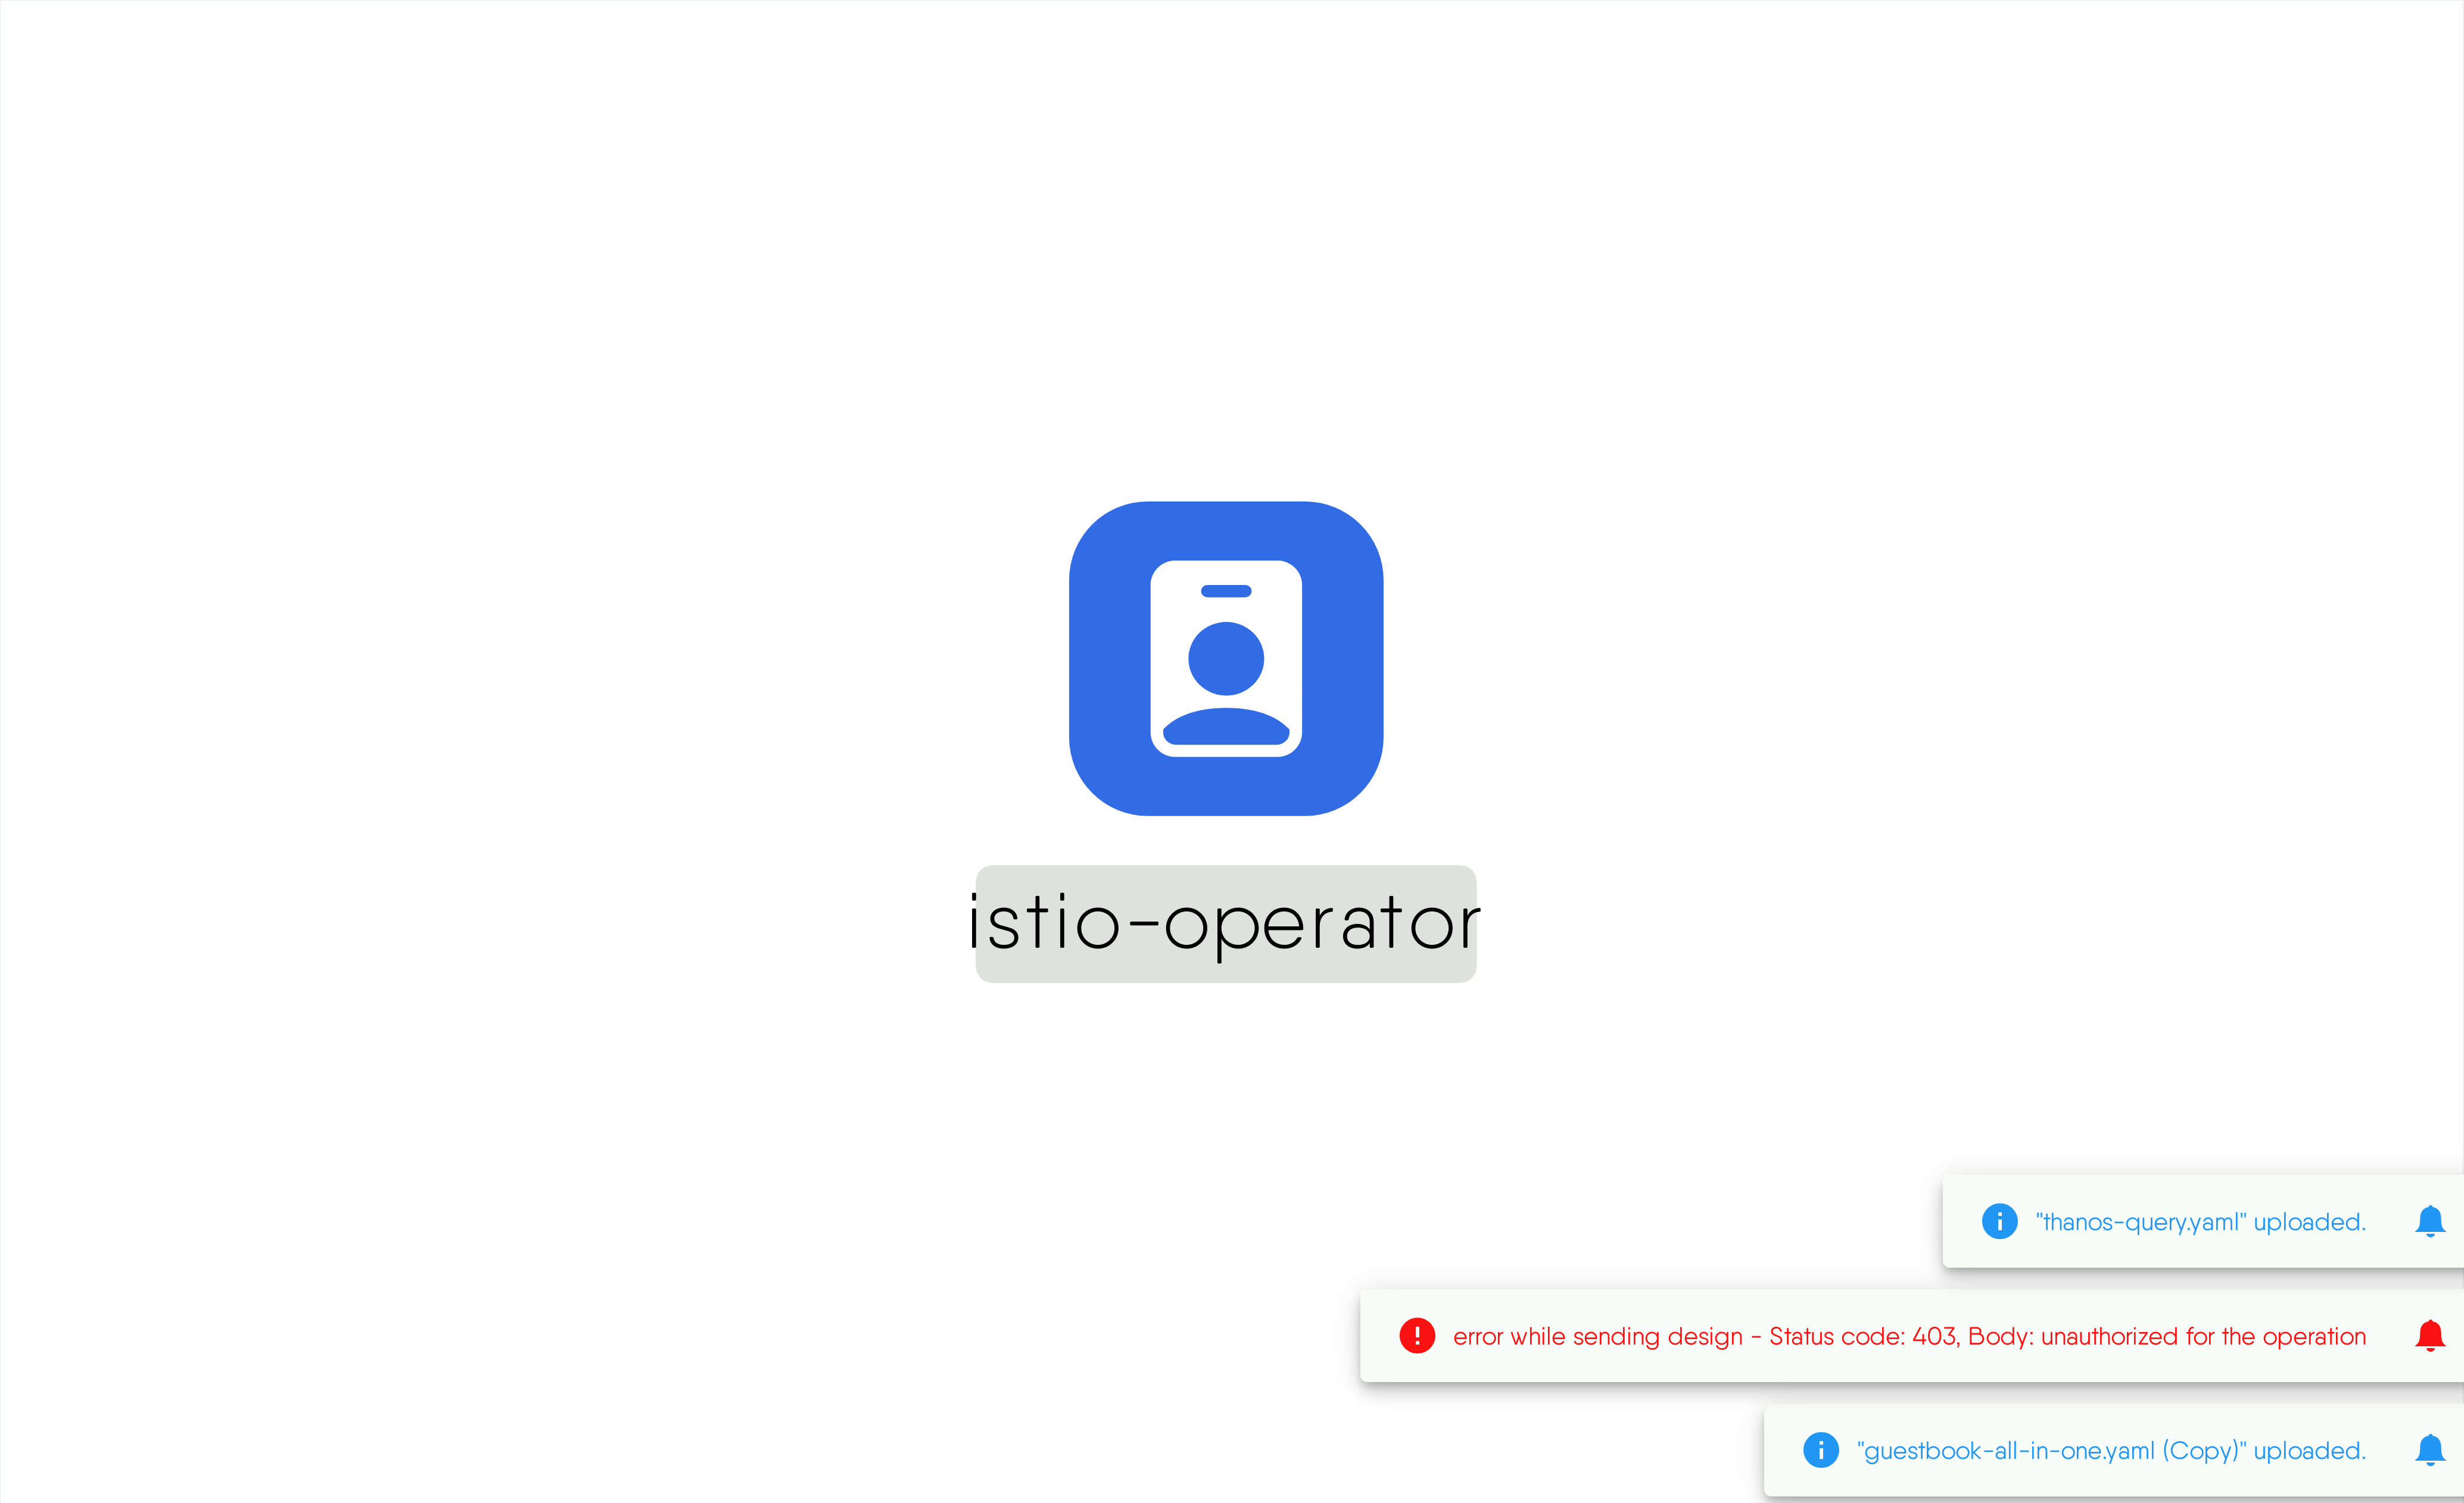 istio-operator
"thanos-query.yaml" uploaded.
error while sending design - Status code: 403, Body: unauthorized for the operation
"guestbook-all-in-one.yaml (Copy)" uploaded.